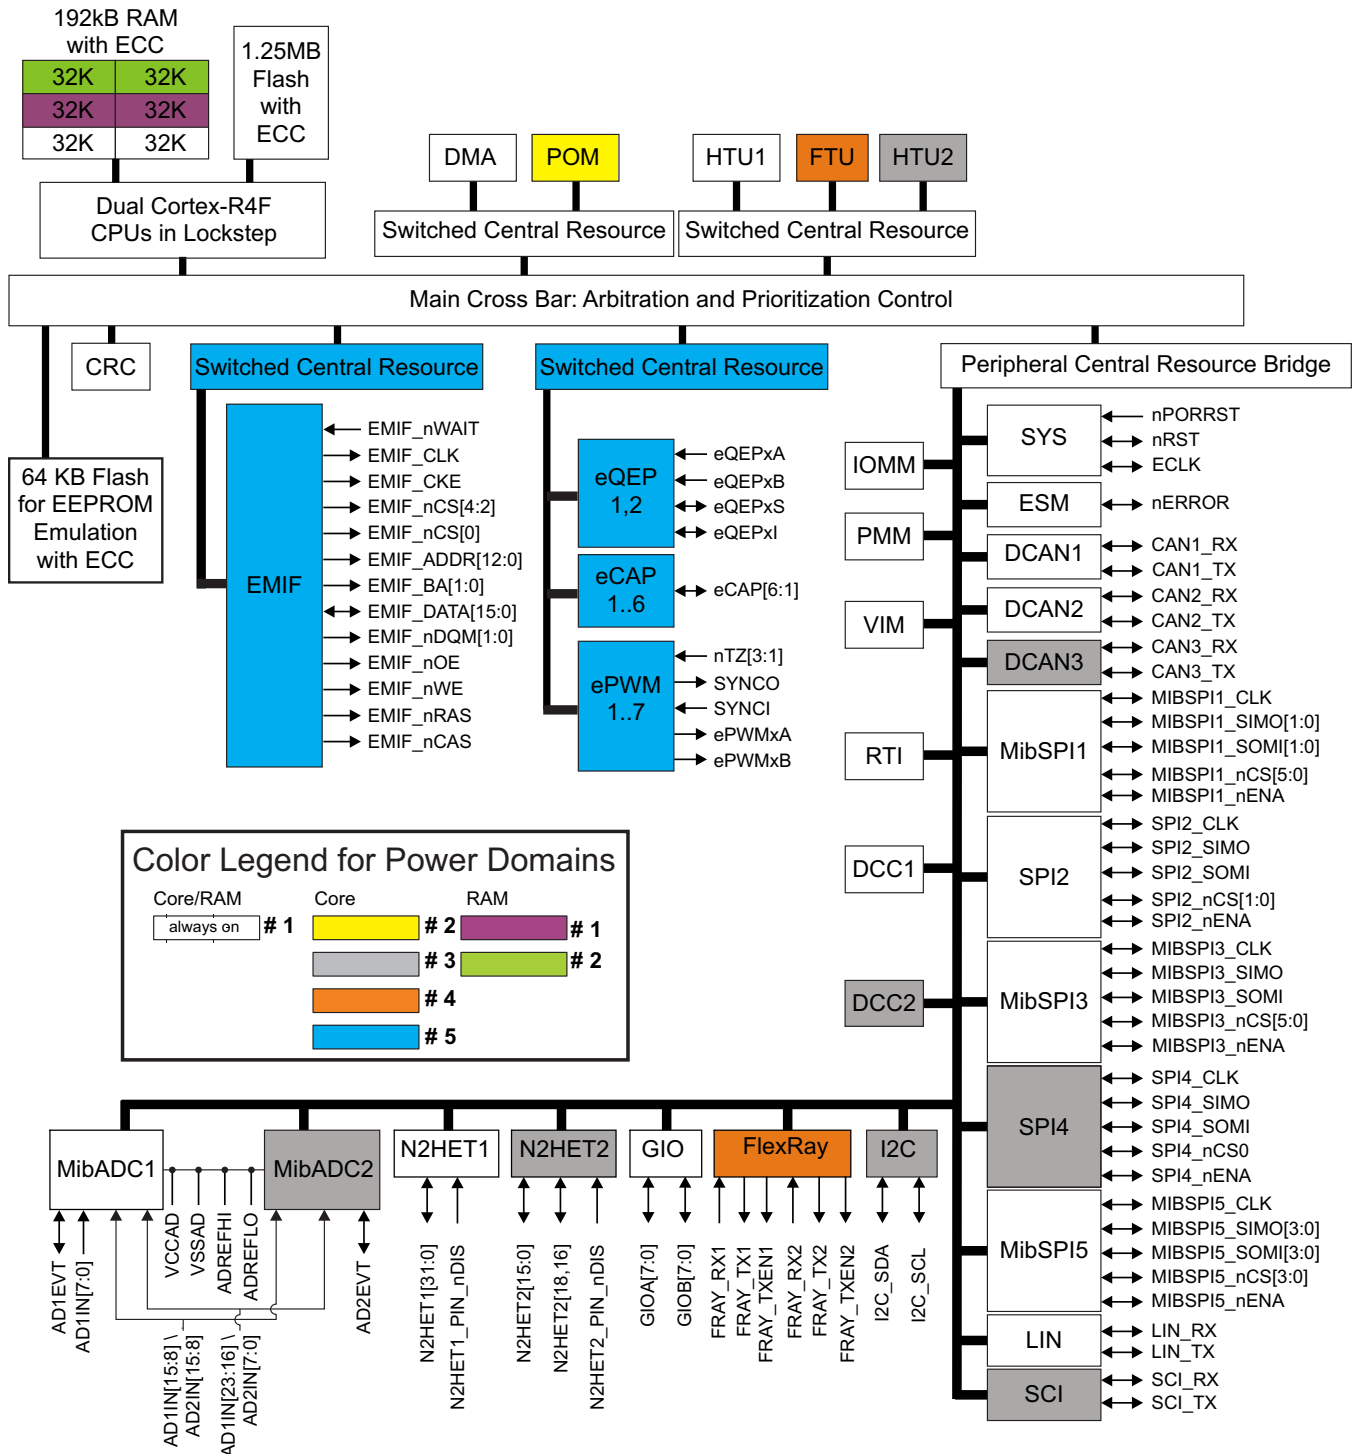 192kB RAM
with ECC
32K 32K
32K 32K
32K 32K
1.25MB
Flash
with
ECC
Dual Cortex-R4F
CPUs in Lockstep
DMA
POM
HTU1
FTU
HTU2
Switched Central Resource
Switched Central Resource
Main Cross Bar: Arbitration and Prioritization Control
CRC
Switched Central Resource
Switched Central Resource
Peripheral Central Resource Bridge
64 KB Flash
for EEPROM
Emulation
with ECC
EMIF
EMIF_nWAIT
EMIF_CLK
EMIF_CKE
EMIF_nCS[4:2]
EMIF_nCS[0]
EMIF_ADDR[12:0]
EMIF_BA[1:0]
EMIF_DATA[15:0]
EMIF_nDQM[1:0]
EMIF_nOE
EMIF_nWE
EMIF_nRAS
EMIF_nCAS
eQEP
1,2
eQEPxA
eQEPxB
eQEPxS
eQEPxI
eCAP
1..6
eCAP[6:1]
ePWM
1..7
nTZ[3:1]
SYNCO
SYNCI
ePWMxA
ePWMxB
IOMM
PMM
VIM
RTI
DCC1
DCC2
SYS
nPORRST
nRST
ECLK
ESM
nERROR
DCAN1
CAN1_RX
CAN1_TX
DCAN2
CAN2_RX
CAN2_TX
DCAN3
CAN3_RX
CAN3_TX
MibSPI1
MIBSPI1_CLK
MIBSPI1_SIMO[1:0]
MIBSPI1_SOMI[1:0]
MIBSPI1_nCS[5:0]
MIBSPI1_nENA
SPI2
SPI2_CLK
SPI2_SIMO
SPI2_SOMI
SPI2_nCS[1:0]
SPI2_nENA
MibSPI3
MIBSPI3_CLK
MIBSPI3_SIMO
MIBSPI3_SOMI
MIBSPI3_nCS[5:0]
MIBSPI3_nENA
SPI4
SPI4_CLK
SPI4_SIMO
SPI4_SOMI
SPI4_nCS0
SPI4_nENA
MibSPI5
MIBSPI5_CLK
MIBSPI5_SIMO[3:0]
MIBSPI5_SOMI[3:0]
MIBSPI5_nCS[3:0]
MIBSPI5_nENA
LIN
LIN_RX
LIN_TX
SCI
SCI_RX
SCI_TX
Color Legend for Power Domains
Core/RAM Core RAM
always on # 1 # 2 # 1
# 3 # 2
# 4
# 5
MibADC1
MibADC2
N2HET1
N2HET2
GIO
FlexRay
I2C
AD1EVT
AD1IN[7:0]
VCCAD
VSSAD
ADREFHI
ADREFLO
AD2EVT
AD1IN[15:8] \
AD2IN[15:8]
AD1IN[23:16] \
AD2IN[7:0]
N2HET1[31:0]
N2HET1_PIN_nDIS
N2HET2[15:0]
N2HET2[18,16]
N2HET2_PIN_nDIS
GIOA[7:0]
GIOB[7:0]
FRAY_RX1
FRAY_TX1
FRAY_TXEN1
FRAY_RX2
FRAY_TX2
FRAY_TXEN2
I2C_SDA
I2C_SCL